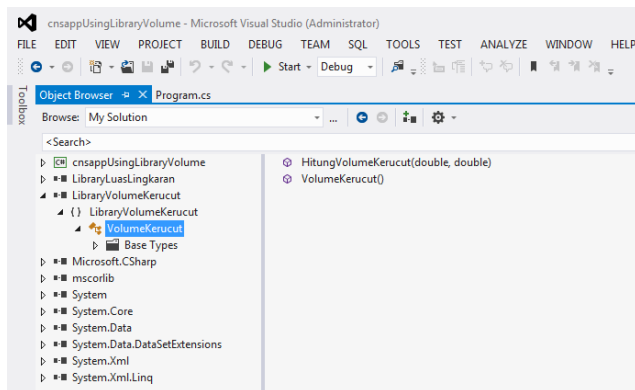 cnsappUsingLibraryVolume - Microsoft Visual Studio (Administrator)
FILE EDIT VIEW PROJECT BUILD DEBUG TEAM SQL TOOLS TEST ANALYZE WINDOW HELP
Start Debug
Toolbox
Object Browser Program.cs
Browse: My Solution ...
<Search>
C# cnsappUsingLibraryVolume
LibraryLuasLingkaran
LibraryVolumeKerucut
{} LibraryVolumeKerucut
VolumeKerucut
Base Types
Microsoft.CSharp
mscorlib
System
System.Core
System.Data
System.Data.DataSetExtensions
System.Xml
System.Xml.Linq
HitungVolumeKerucut(double, double)
VolumeKerucut()